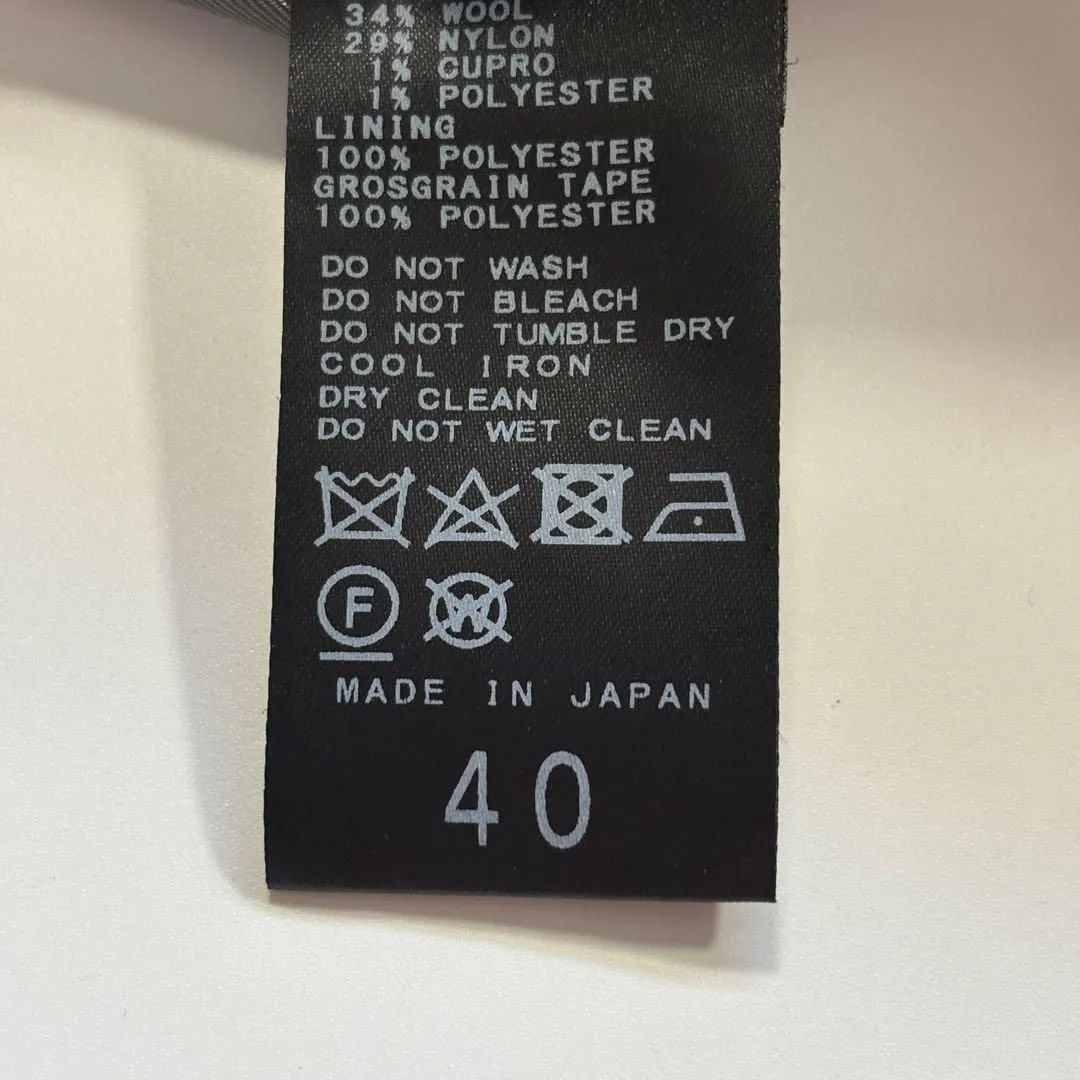 34% WOOL
29% NYLON
1% CUPRO
1% POLYESTER
LINING
100% POLYESTER
GROSGRAIN TAPE
100% POLYESTER
DO NOT WASH
DO NOT BLEACH
DO NOT TUMBLE DRY
COOL IRON
DRY CLEAN
DO NOT WET CLEAN
F W
MADE IN JAPAN
40